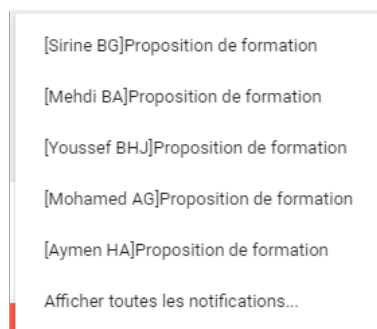 [Sirine BG]Proposition de formation
[Mehdi BA]Proposition de formation
[Youssef BHJ]Proposition de formation
[Mohamed AG]Proposition de formation
[Aymen HA]Proposition de formation
Afficher toutes les notifications...